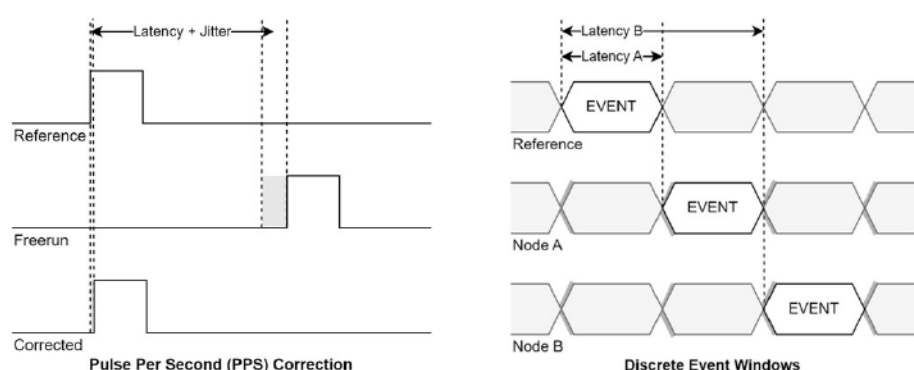 Latency + Jitter
Reference
Freerun
Corrected
Pulse Per Second (PPS) Correction
Latency B
Latency A
EVENT
Reference
EVENT
Node A
EVENT
Node B
Discrete Event Windows